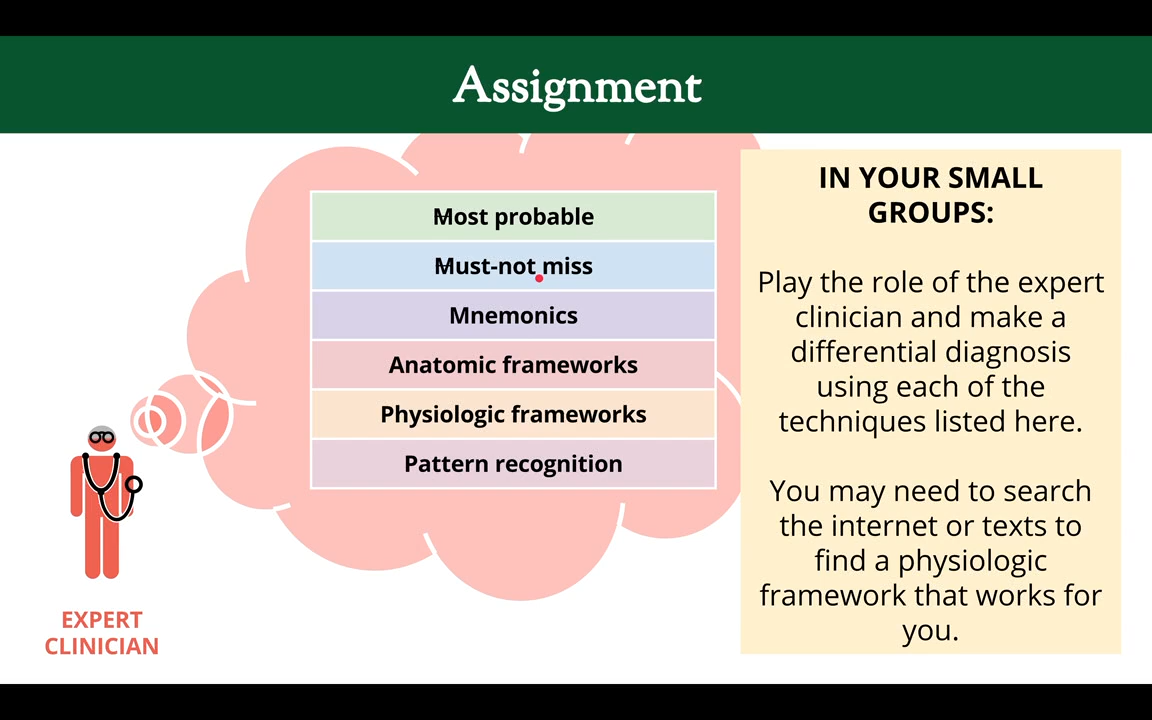 Assignment
Most probable
Must-not miss
Mnemonics
Anatomic frameworks
Physiologic frameworks
Pattern recognition
EXPERT
CLINICIAN
IN YOUR SMALL
GROUPS:
Play the role of the expert
clinician and make a
differential diagnosis
using each of the
techniques listed here.
You may need to search
the internet or texts to
find a physiologic
framework that works for
you.